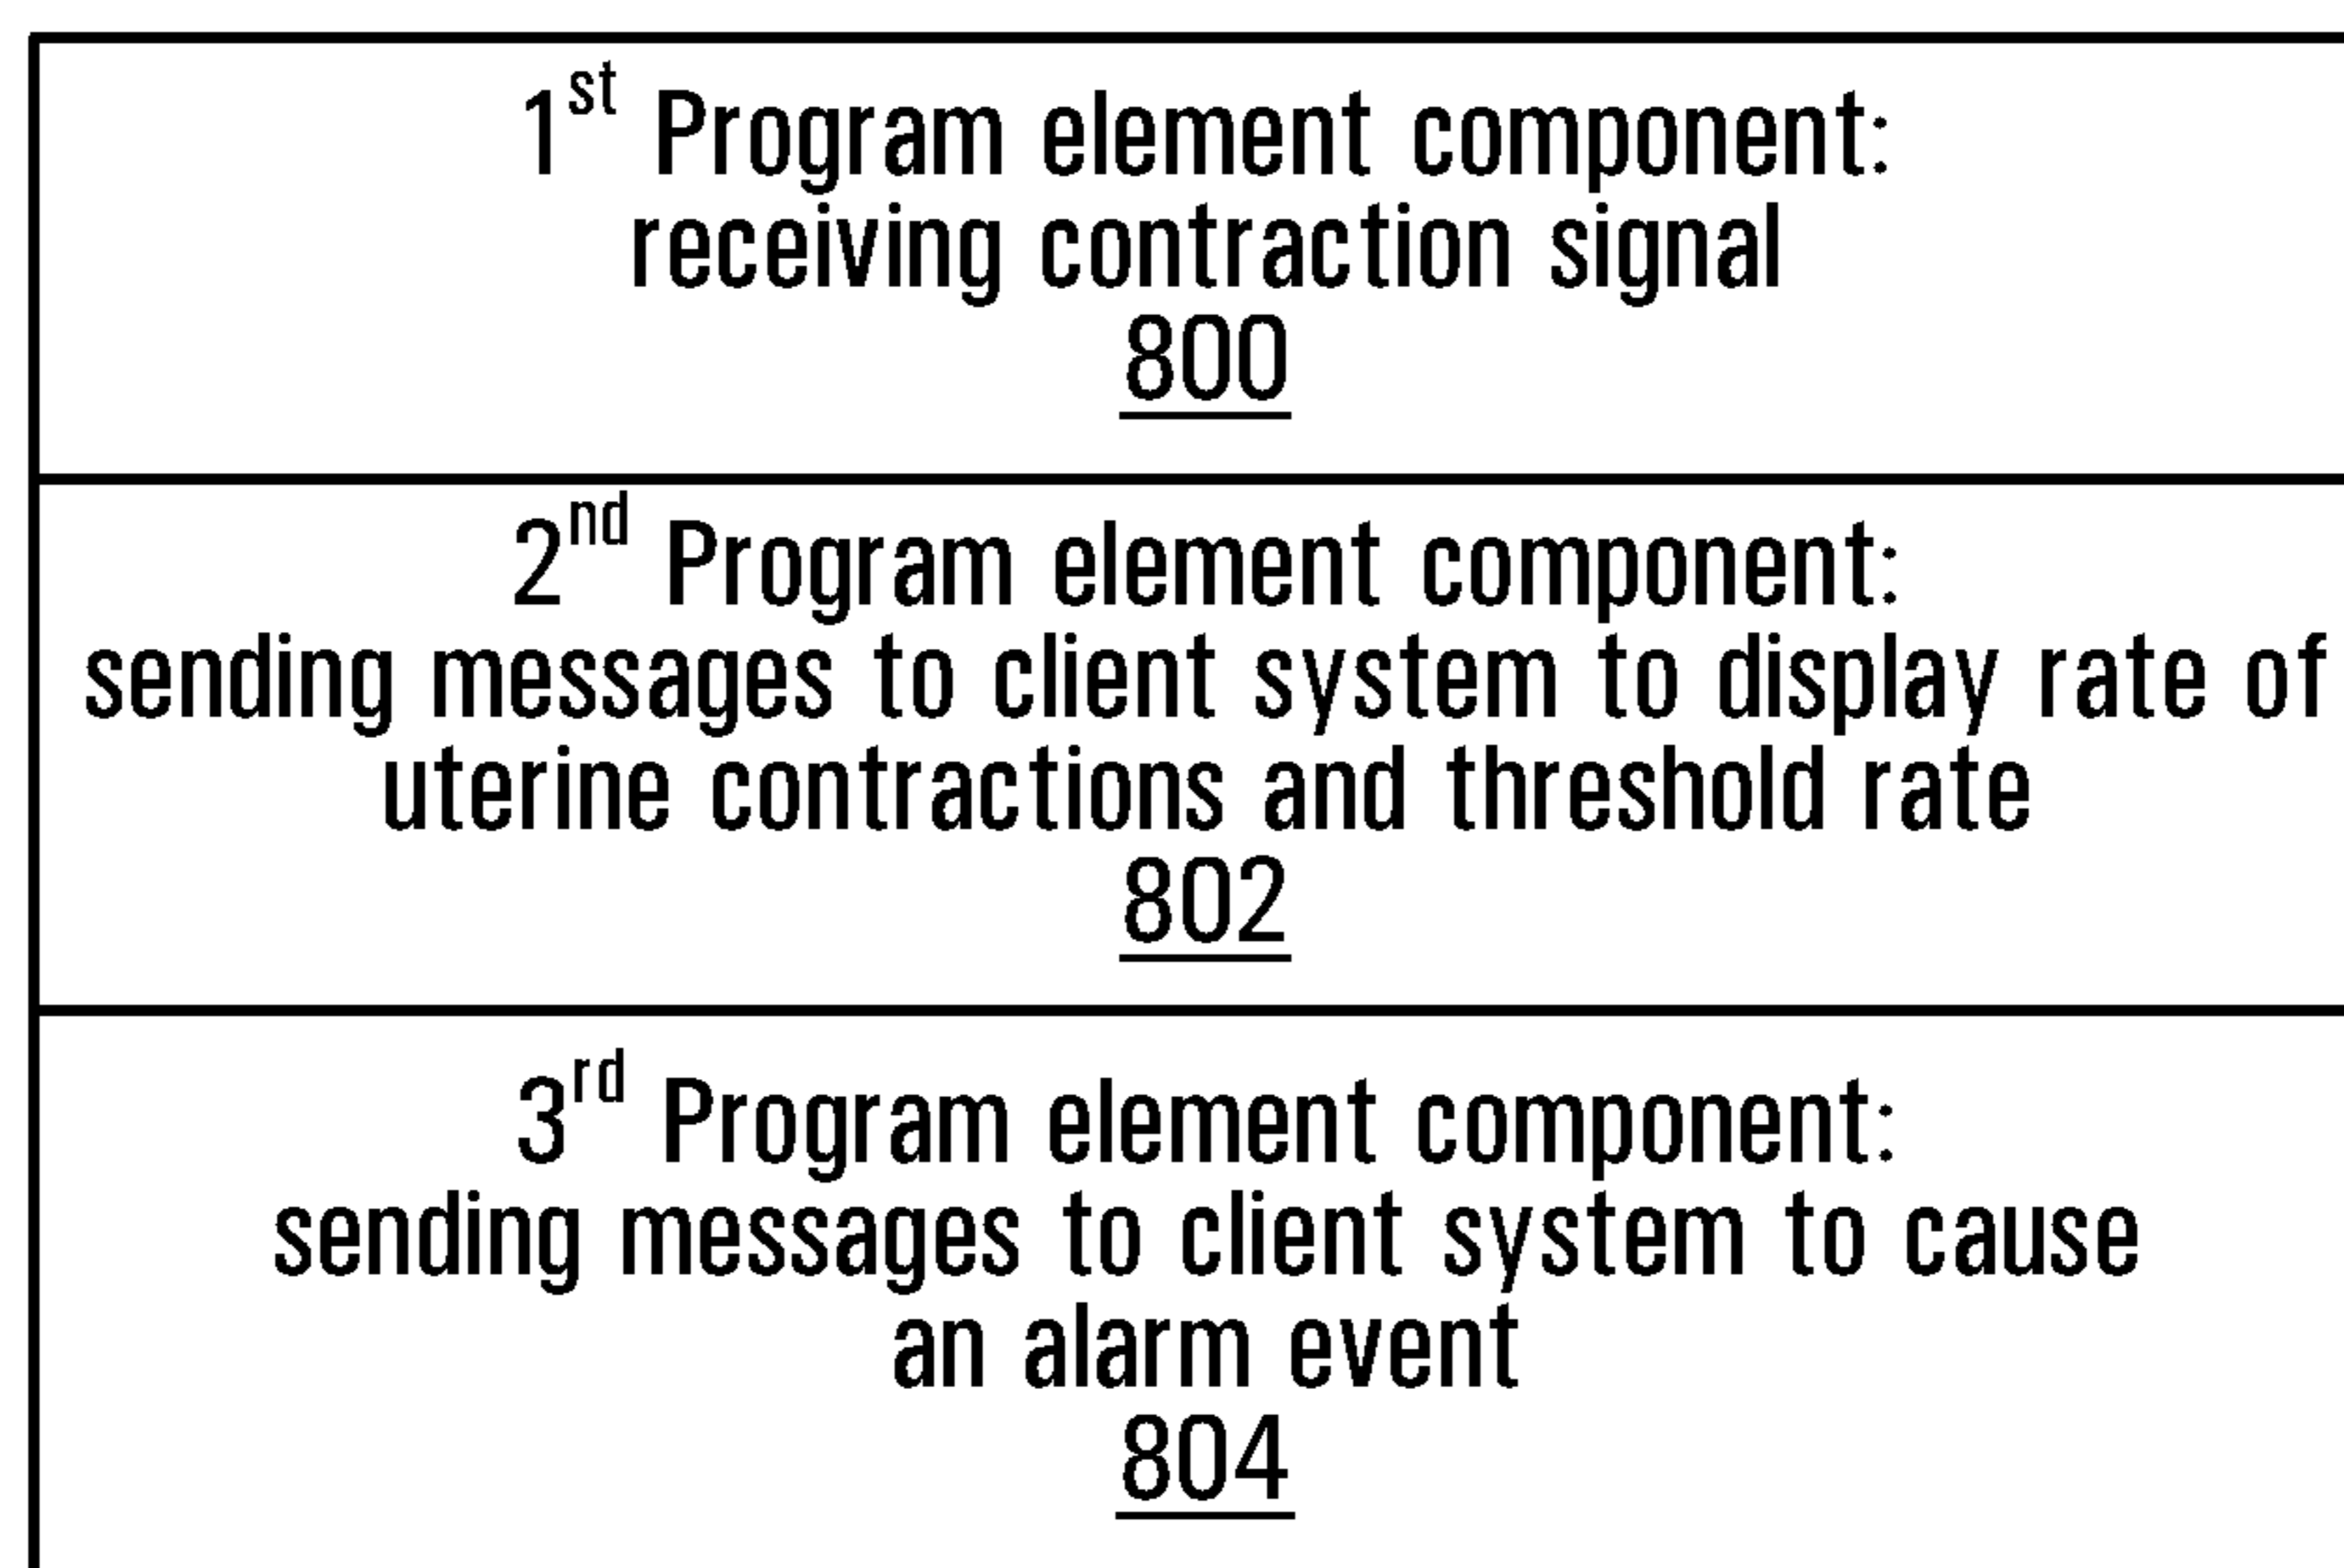 1st Program element component:
receiving contraction signal
800
2nd Program element component:
sending messages to client system to display rate of
uterine contractions and threshold rate
802
3rd Program element component:
sending messages to client system to cause
an alarm event
804